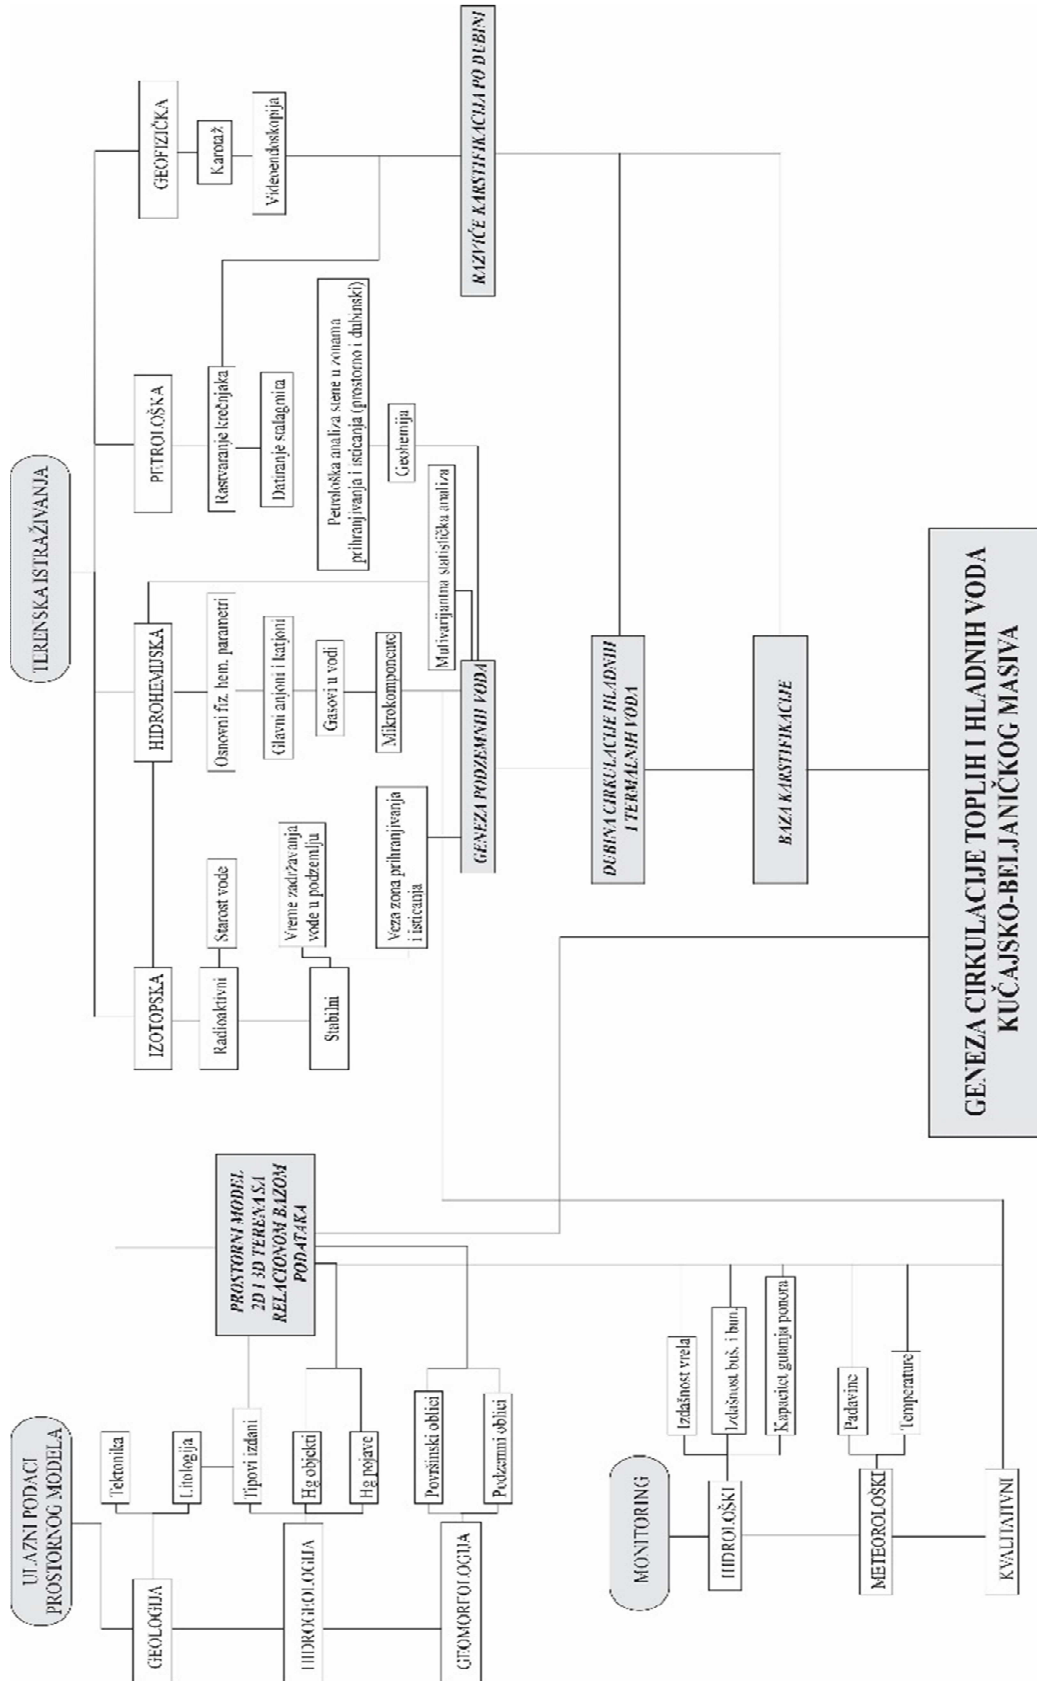 ULAZNI PODACI
PROSTORNOG MODELA
GEOLOGIJA
Tektonika
Litologija
HIDROGEOLOGIJA
Tipovi izdani
Hg objekti
Hg pojave
GEOMORFOLOGIJA
Površinski oblici
Podzemni oblici
PROSTORNI MODEL
2D I 3D TERENA SA
RELACIONOM BAZOM
PODATAKA
MONITORING
HIDROLOŠKI
Izdašnost vrela
Izdašnost buš. i bun.
Kapacitet gutanja ponora
METEOROLOŠKI
Padavine
Temperature
KVALITATIVNI
TERENSKA ISTRAŽIVANJA
IZOTOPSKA
Radioaktivni
Starost vode
Stabilni
Vreme zadržavanja
vode u podzemlju
Veza zona prihranjivanja
i isticanja
HIDROHEMIJSKA
Osnovni fiz. hem. parametri
Glavni anjoni i katjoni
Gasovi u vodi
Mikrokomponente
Multivarijantna statistička analiza
PETROLOŠKA
Rastvaranje krečnjaka
Datiranje stalagmita
Petrološka analiza stene u zonama
prihranjivanja i isticanja (prostorno i dubinski)
Geohemija
GEOFIZIČKA
Karotaž
Videoendoskopija
GENEZA PODZEMNIH VODA
RAZVIĆE KARSTIFIKACIJA PO DUBINI
DUBINA CIRKULACIJE HLADNIH
I TERMALNIH VODA
BAZA KARSTIFIKACIJE
GENEZA CIRKULACIJE TOPLIH I HLADNIH VODA
KUČAJSKO-BELJANIČKOG MASIVA